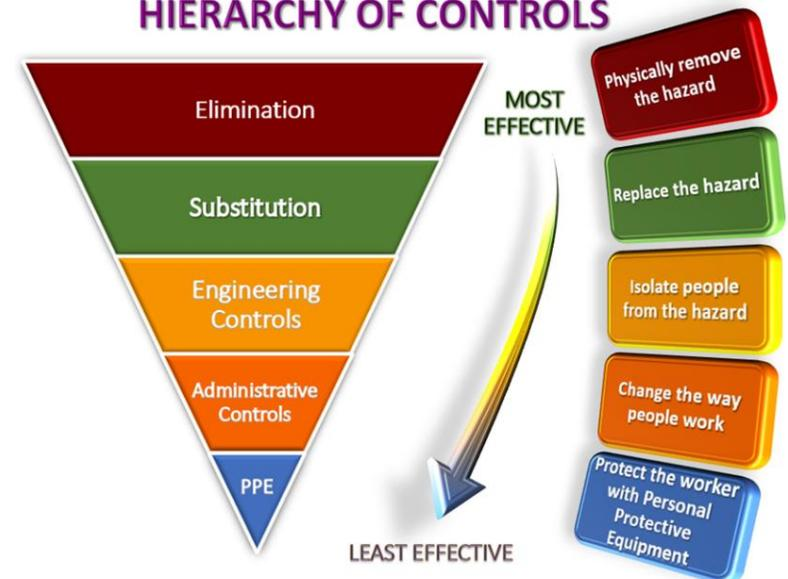 HIERARCHY OF CONTROLS
Elimination
Substitution
Engineering
Controls
Administrative
Controls
PPE
MOST
EFFECTIVE
LEAST EFFECTIVE
Physically remove
the hazard
Replace the hazard
Isolate people
from the hazard
Change the way
people work
Protect the worker
with Personal
Protective
Equipment